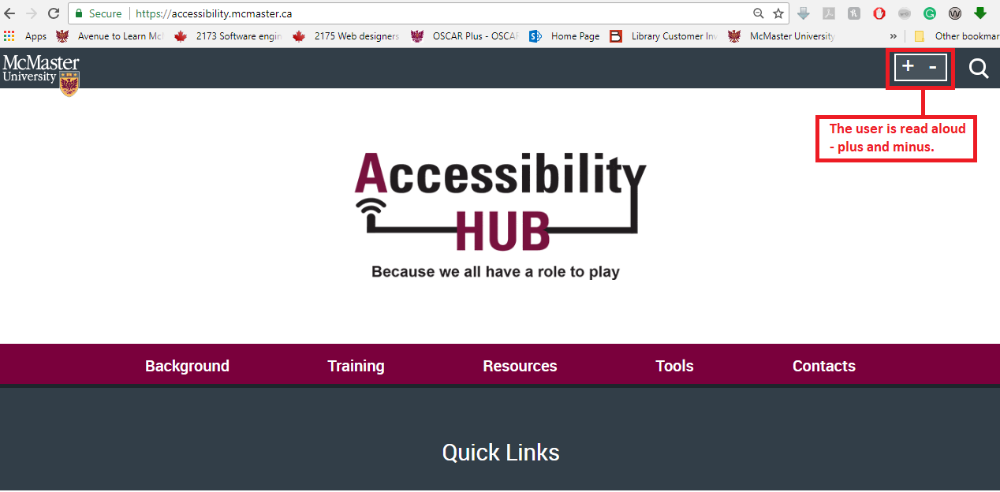 Secure | https://accessibility.mcmaster.ca
Apps Avenue to Learn Mc 2173 Software engin 2175 Web designers OSCAR Plus - OSCA Home Page Library Customer Inv McMaster University » Other bookmar
McMaster
University
+ -
The user is read aloud
- plus and minus.
Accessibility
HUB
Because we all have a role to play
Background Training Resources Tools Contacts
Quick Links